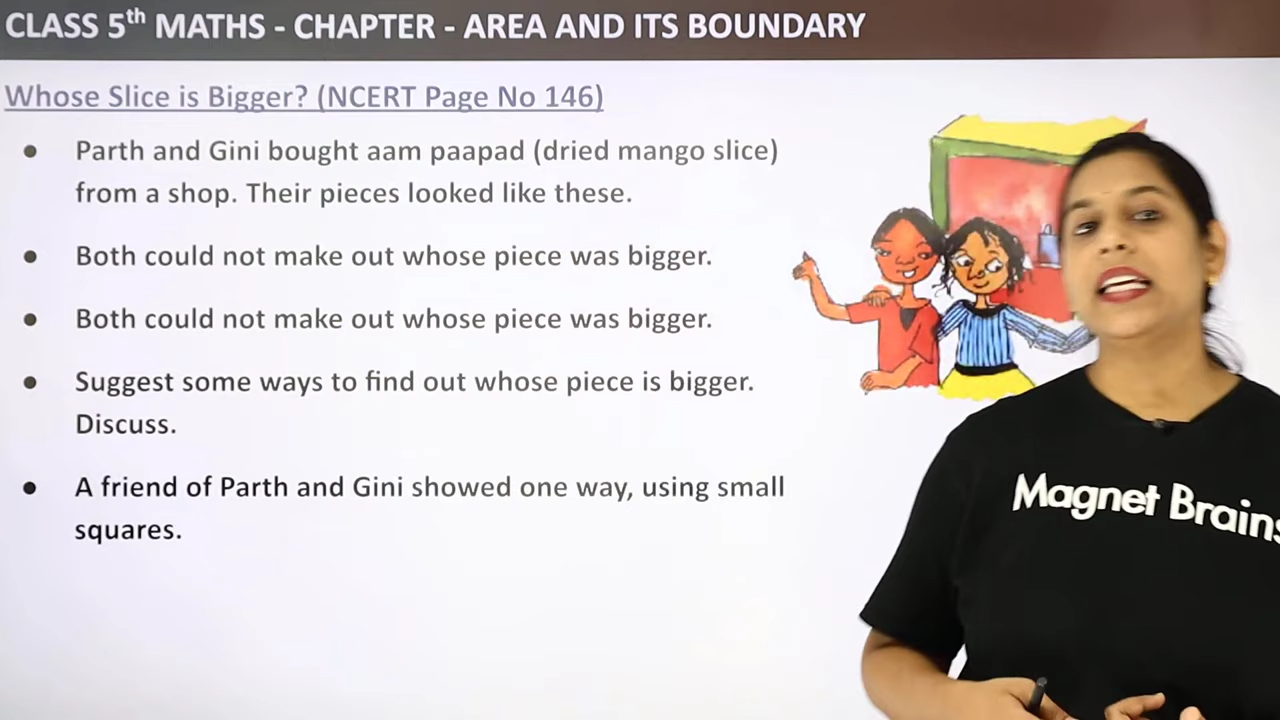 CLASS 5th MATHS - CHAPTER - AREA AND ITS BOUNDARY
Whose Slice is Bigger? (NCERT Page No 146)
● Parth and Gini bought aam paapad (dried mango slice)
from a shop. Their pieces looked like these.
● Both could not make out whose piece was bigger.
● Both could not make out whose piece was bigger.
● Suggest some ways to find out whose piece is bigger.
Discuss.
● A friend of Parth and Gini showed one way, using small
squares.
Magnet Brains